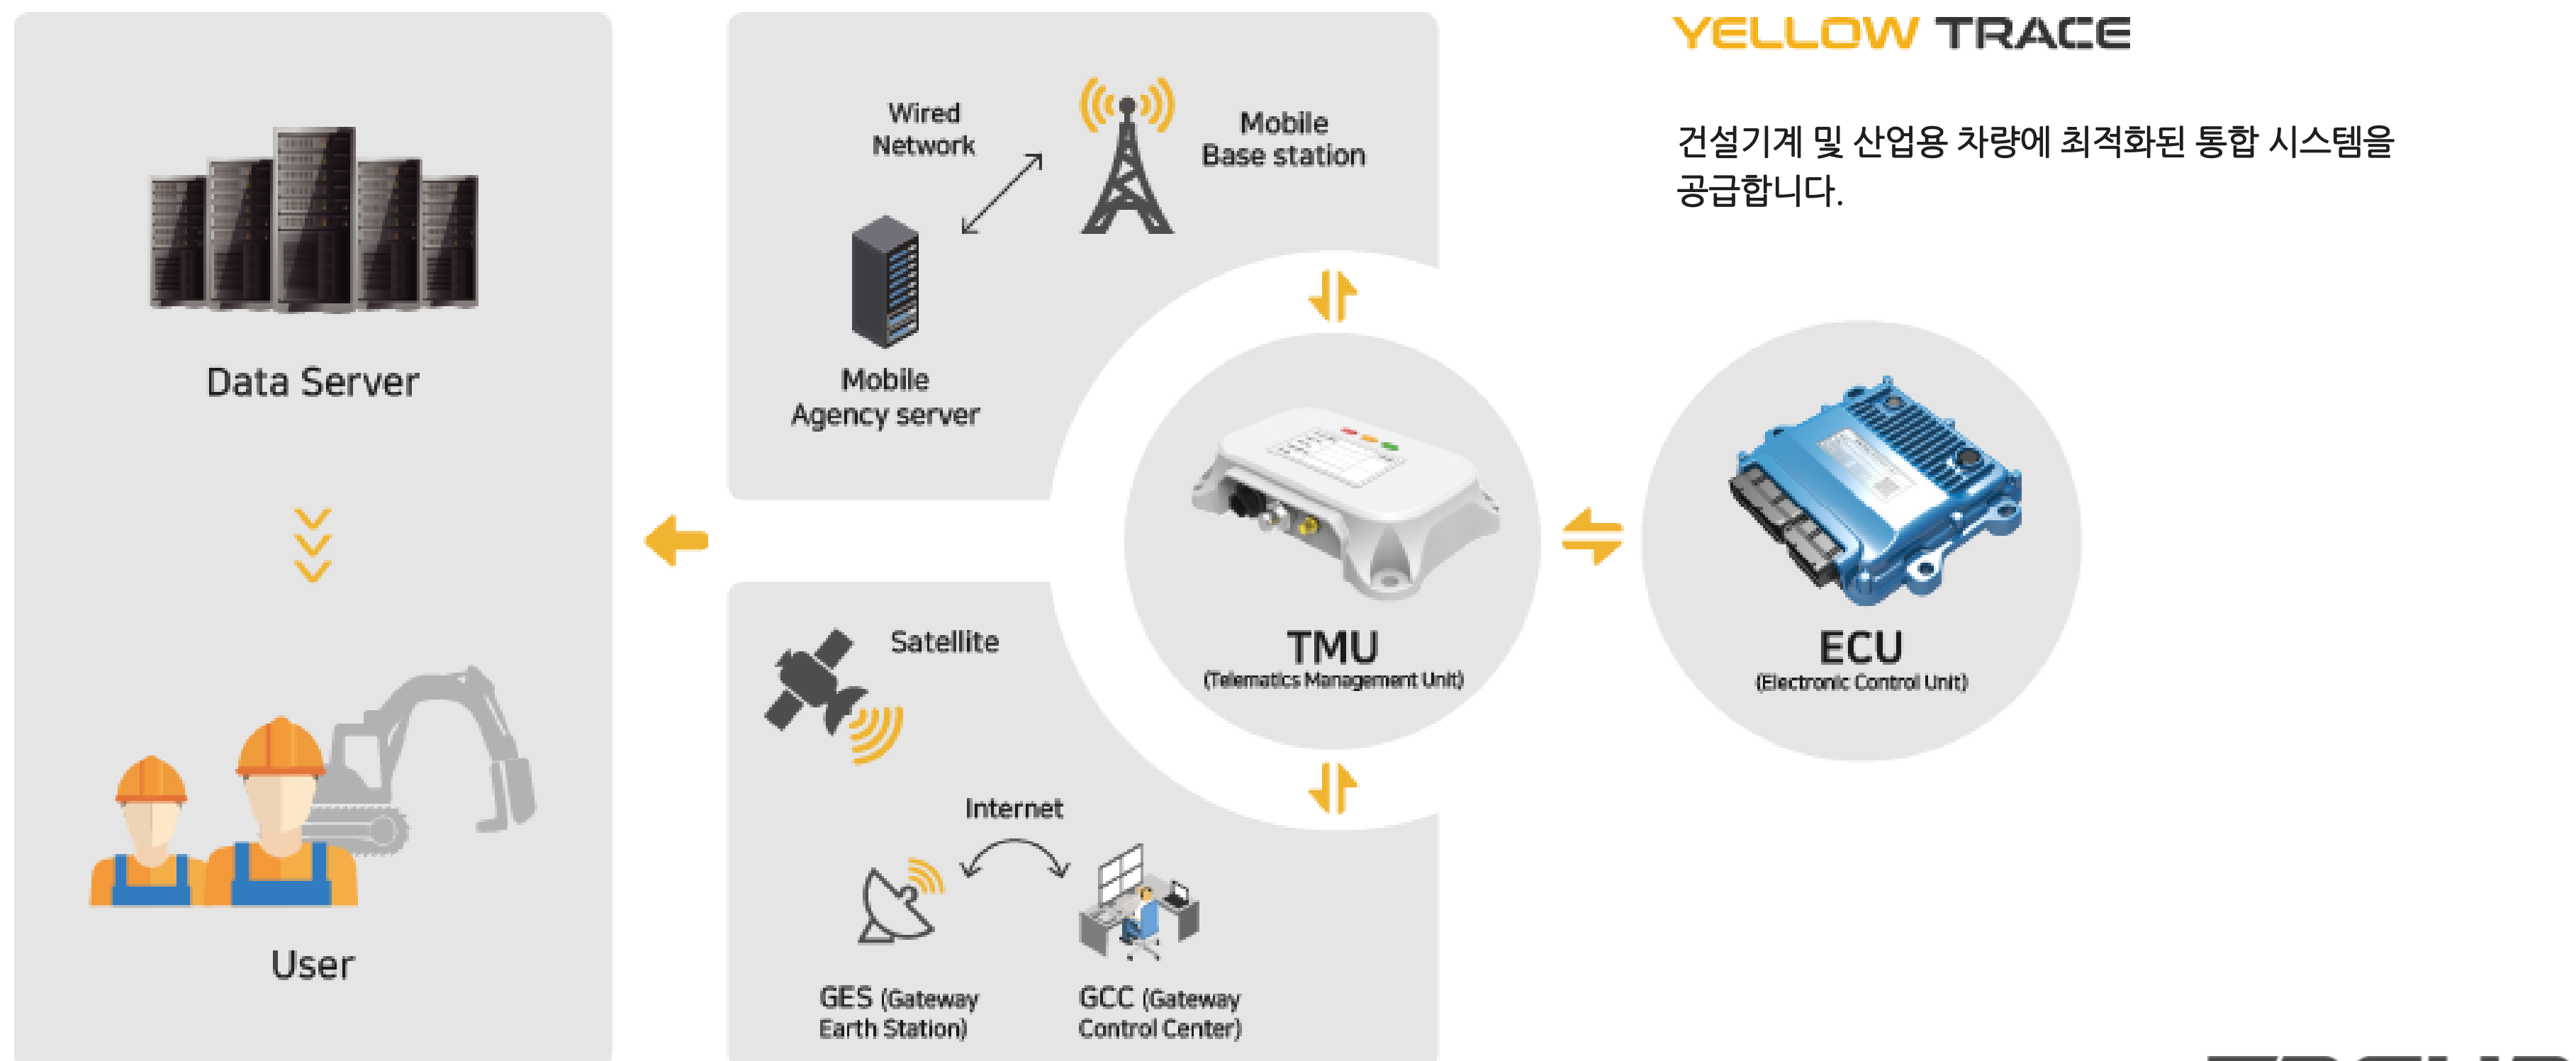 YELLOW TRACE
건설기계 및 산업용 차량에 최적화된 통합 시스템을
공급합니다.
Data Server
User
Wired
Network
Mobile
Base station
Mobile
Agency server
Satellite
Internet
GES (Gateway
Earth Station)
GCC (Gateway
Control Center)
TMU
(Telematics Management Unit)
ECU
(Electronic Control Unit)